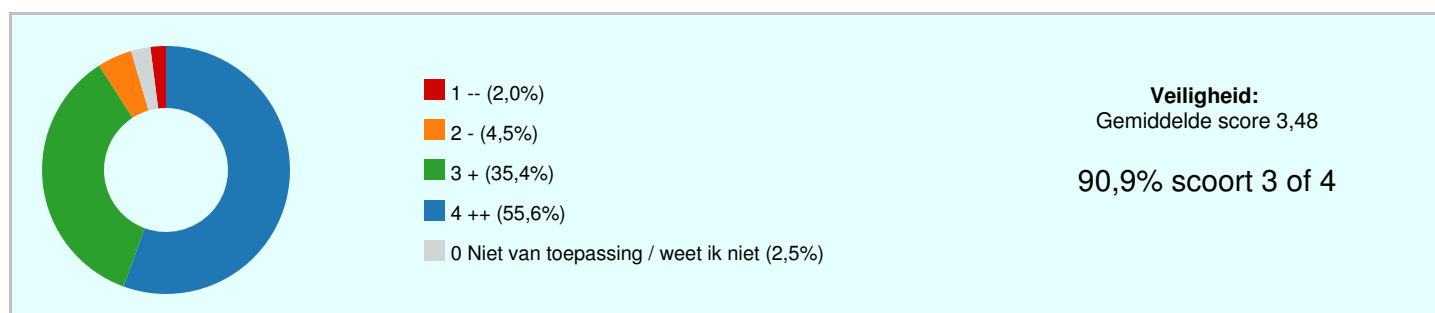 1 -- (2,0%)
2 - (4,5%)
3 + (35,4%)
4 ++ (55,6%)
0 Niet van toepassing / weet ik niet (2,5%)
Veiligheid:
Gemiddelde score 3,48
90,9% scoort 3 of 4